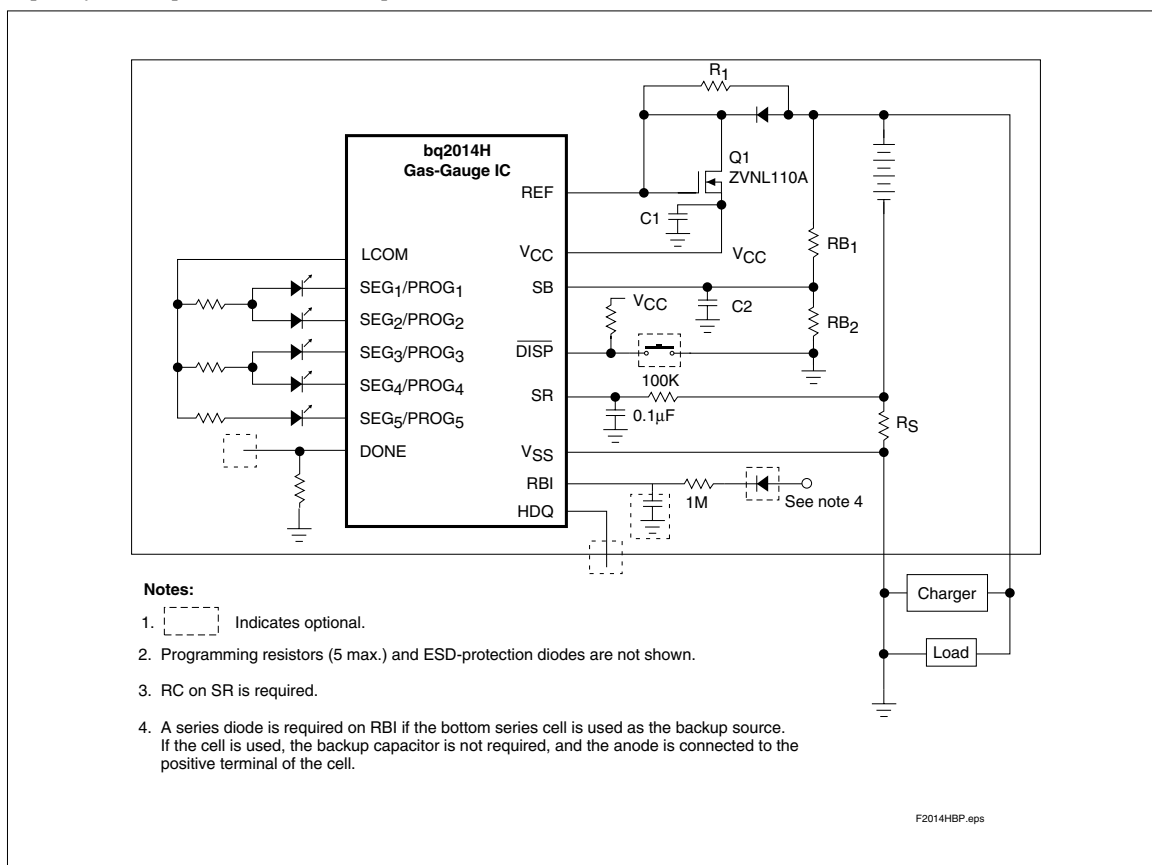 R1
bq2014H
Gas-Gauge IC
Q1
ZVNL110A
REF
C1
VCC
VCC
RB1
LCOM
SB
C2
SEG1/PROG1
VCC
SEG2/PROG2
RB2
SEG3/PROG3
DISP
SEG4/PROG4
100K
SR
SEG5/PROG5
0.1µF
RS
DONE
VSS
RBI
1M
See note 4
HDQ
Notes:
1. Indicates optional.
2. Programming resistors (5 max.) and ESD-protection diodes are not shown.
3. RC on SR is required.
4. A series diode is required on RBI if the bottom series cell is used as the backup source.
If the cell is used, the backup capacitor is not required, and the anode is connected to the
positive terminal of the cell.
Charger
Load
F2014HBP.eps